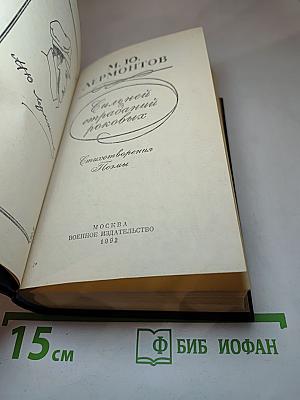 М.Ю.
ЛЕРМОНТОВ
Сильней
страданий
роковых
Стихотворения
Поэмы
МОСКВА
ВОЕННОЕ ИЗДАТЕЛЬСТВО
1992
15 см
Ф БИБ ИОФАН